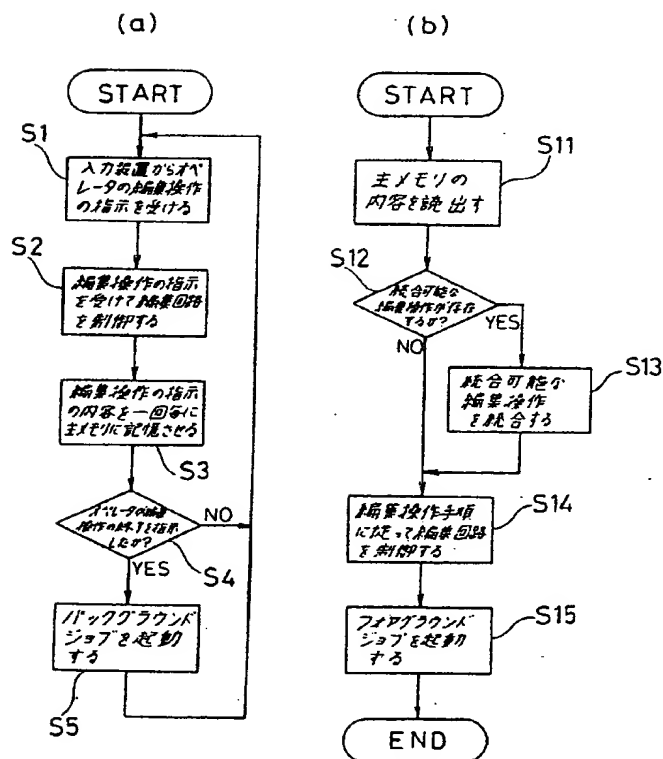 (a)
START
S1
入力装置からオペ
レータの編集操作
の指示を受ける
S2
編集操作の指示
を受けて編集回路
を制御する
編集操作の指示
の内容を一回毎に
主メモリに記憶させる
S3
オペレータの編集
操作の終了を指示
したか?
NO
S4
YES
バックグラウンド
ジョブを起動
する
S5
(b)
START
S11
主メモリの
内容を読出す
S12
統合可能な
編集操作が存在
するか?
YES
NO
S13
統合可能な
編集操作
を統合する
S14
編集操作手順
に従って編集回路
を制御する
S15
フォアグラウンド
ジョブを起動
する
END